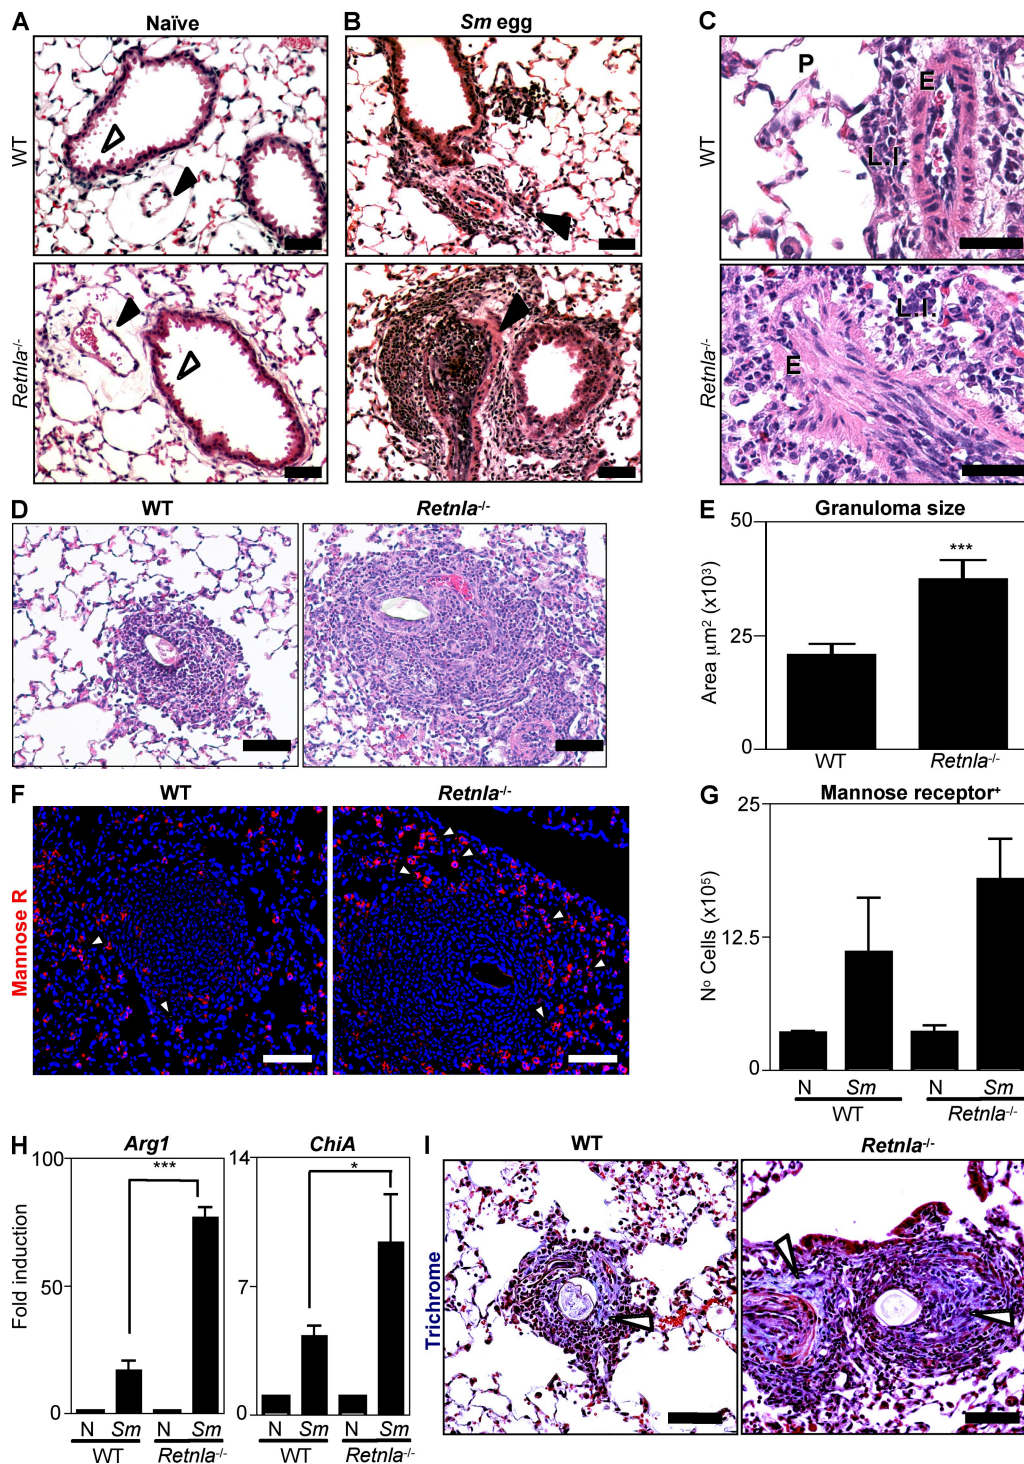 A Naïve
B Sm egg
C
WT
Retnla-/-
P
E
L.I.
WT
L.I.
E
Retnla-/-
D WT
Retnla-/-
E Granuloma size
50
***
25
0
Area µm² (x10³)
WT
Retnla-/-
F WT
Retnla-/-
Mannose R
G Mannose receptor⁺
25
12.5
0
Nº Cells (x10⁵)
N Sm N Sm
WT Retnla-/-
H Arg1
100
***
50
0
Fold induction
N Sm N Sm
WT Retnla-/-
ChiA
14
*
7
0
N Sm N Sm
WT Retnla-/-
I WT
Retnla-/-
Trichrome